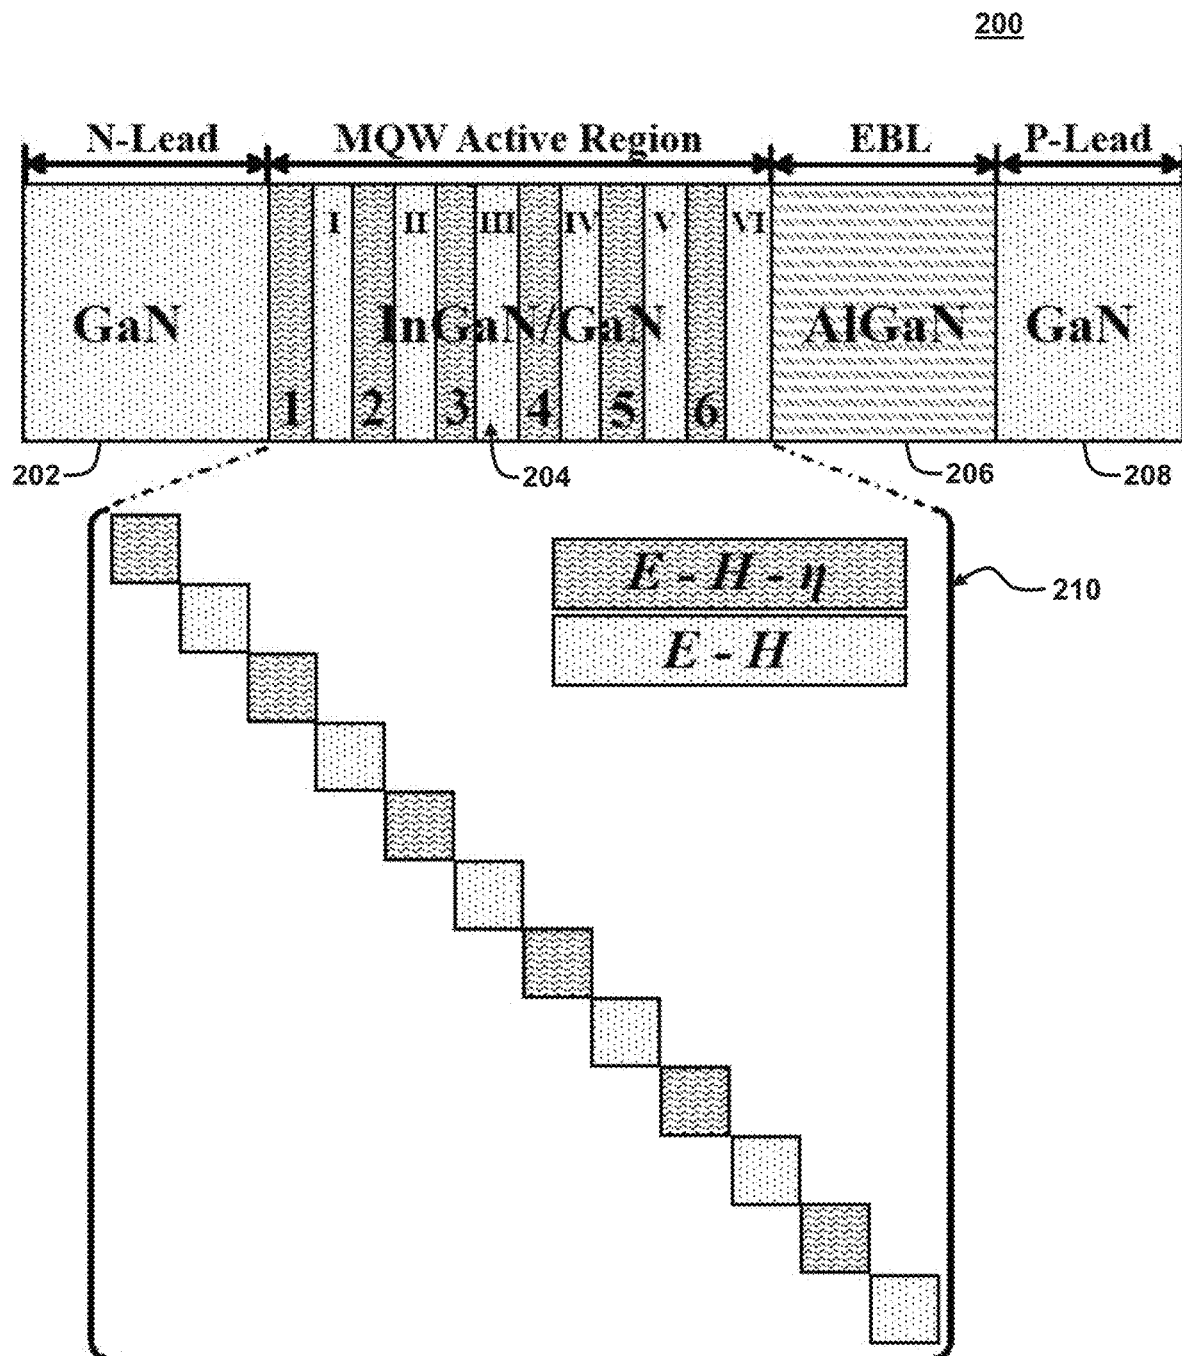 200
N-Lead MQW Active Region EBL P-Lead
I II III IV V VI
GaN InGaN/GaN AlGaN GaN
1 2 3 4 5 6
202 204 206 208
E - H - η
210
E - H